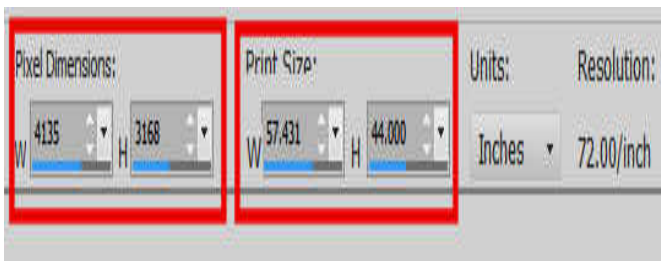 Pixel Dimensions: Print Size: Units: Resolution:
W 4135 H 3168 W 57.431 H 44.000 Inches 72.00/inch